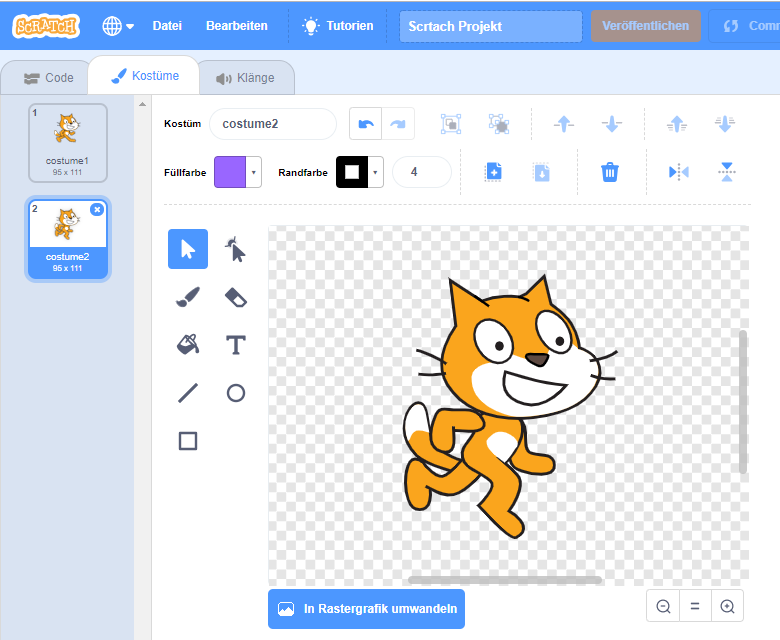 SCRATCH Datei Bearbeiten Tutorien Scrtach Projekt Veröffentlichen
Code Kostüme Klänge
1
costume1
95 x 111
2
costume2
95 x 111
Kostüm costume2
Füllfarbe Randfarbe 4
T
In Rastergrafik umwandeln